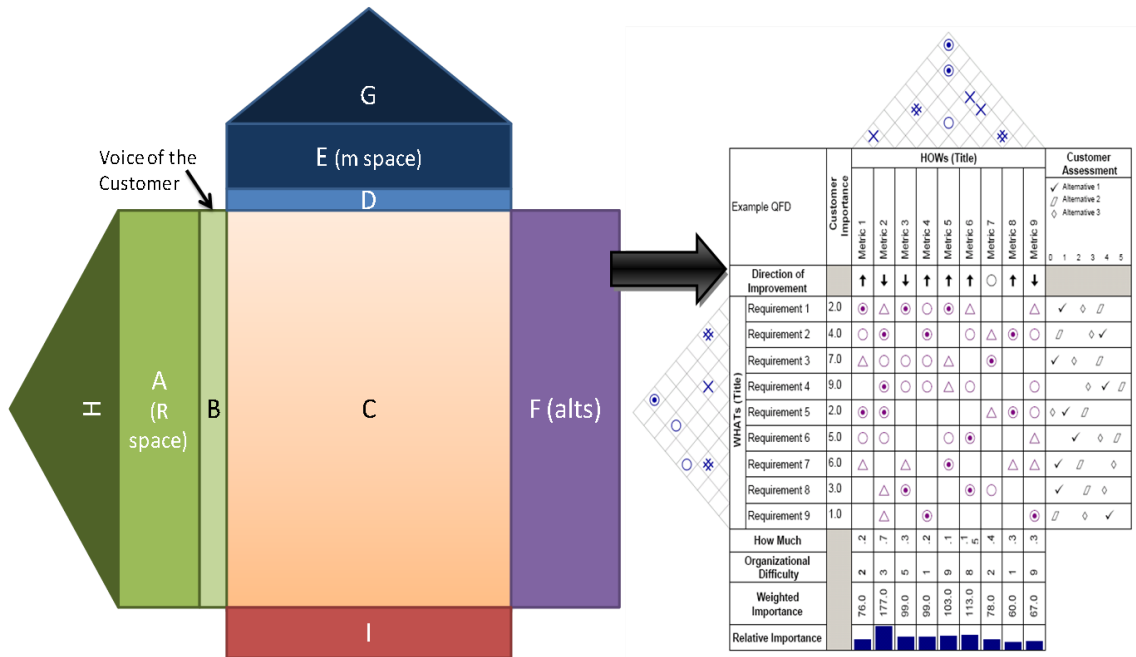 G
E (m space)
Voice of the
Customer
D
H
A
(R
space)
B
C
F (alts)
I
HOWs (Title)
Customer
Assessment
Example QFD
Customer
Importance
Metric 1
Metric 2
Metric 3
Metric 4
Metric 5
Metric 6
Metric 7
Metric 8
Metric 9
✓ Alternative 1
▱ Alternative 2
◊ Alternative 3
0 1 2 3 4 5
Direction of
Improvement
↑ ↓ ↓ ↑ ↑ ↑ ○ ↑ ↓
WHATs (Title)
Requirement 1 2.0
Requirement 2 4.0
Requirement 3 7.0
Requirement 4 9.0
Requirement 5 2.0
Requirement 6 5.0
Requirement 7 6.0
Requirement 8 3.0
Requirement 9 1.0
How Much .2 .7 .3 .2 .1 .1 5 .4 .3 .3
Organizational
Difficulty
2 3 5 1 9 8 2 1 9
Weighted
Importance
76.0 177.0 99.0 99.0 103.0 113.0 78.0 60.0 67.0
Relative Importance